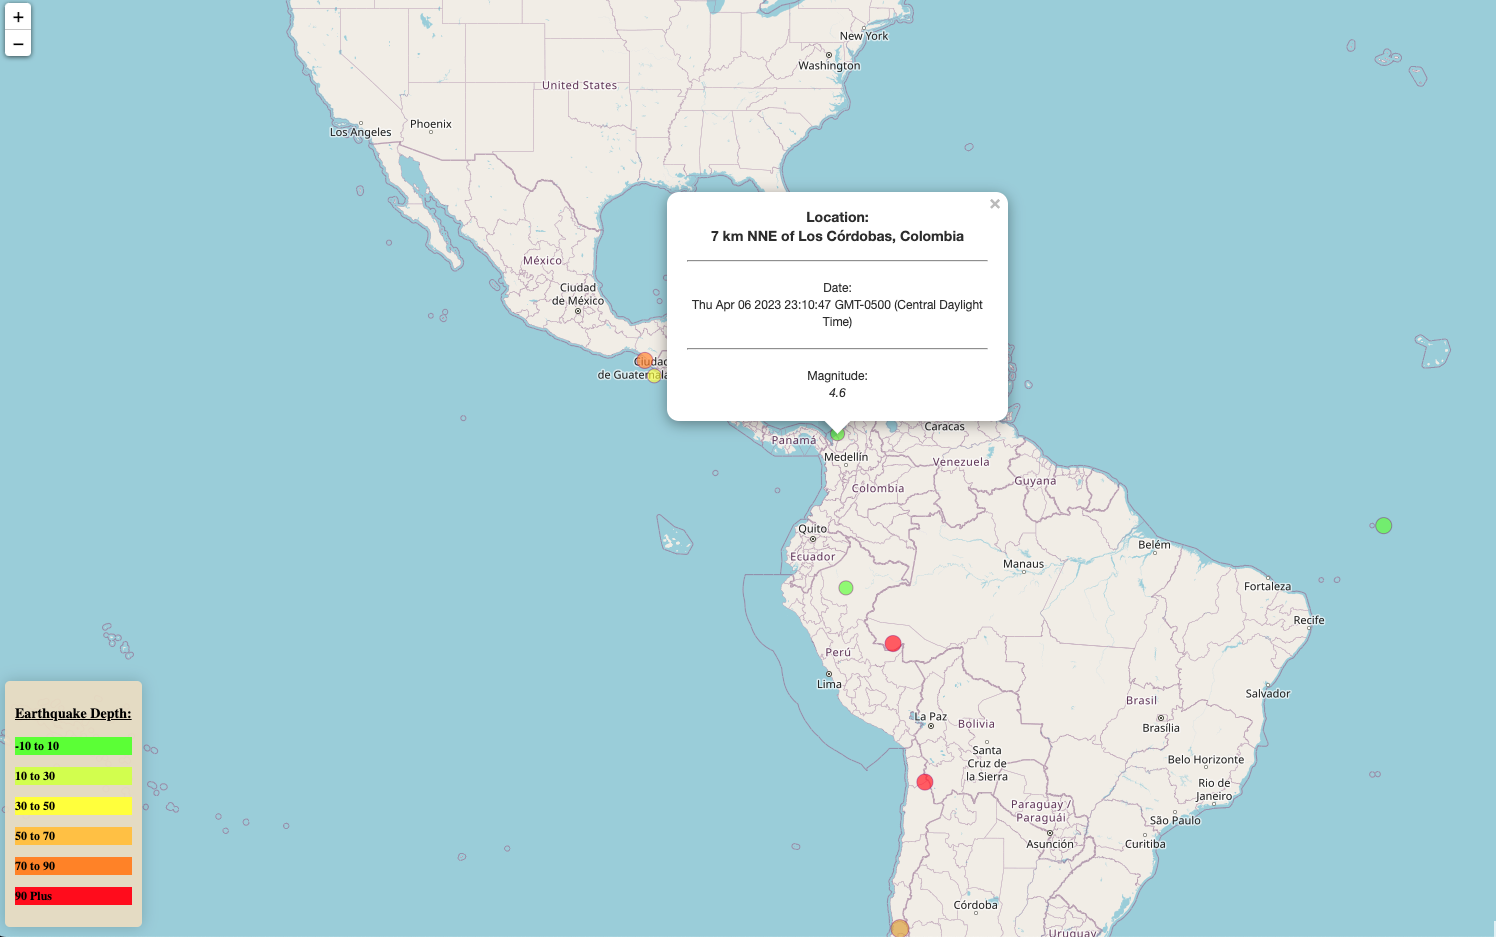 +
−
New York
Washington
United States
Los Angeles
Phoenix
México
Ciudad
de México
Ciudad
de Guatemala
×
Location:
7 km NNE of Los Córdobas, Colombia
Date:
Thu Apr 06 2023 23:10:47 GMT-0500 (Central Daylight
Time)
Magnitude:
4.6
Caracas
Panamá
Medellín
Venezuela
Guyana
Colombia
Quito
Ecuador
Belém
Manaus
Fortaleza
Recife
Perú
Lima
Salvador
La Paz
Bolivia
Brasil
Brasília
Santa
Cruz de
la Sierra
Belo Horizonte
Rio de
Janeiro
Paraguay /
Paraguái
São Paulo
Asunción
Curitiba
Córdoba
Uruguay
Earthquake Depth:
-10 to 10
10 to 30
30 to 50
50 to 70
70 to 90
90 Plus